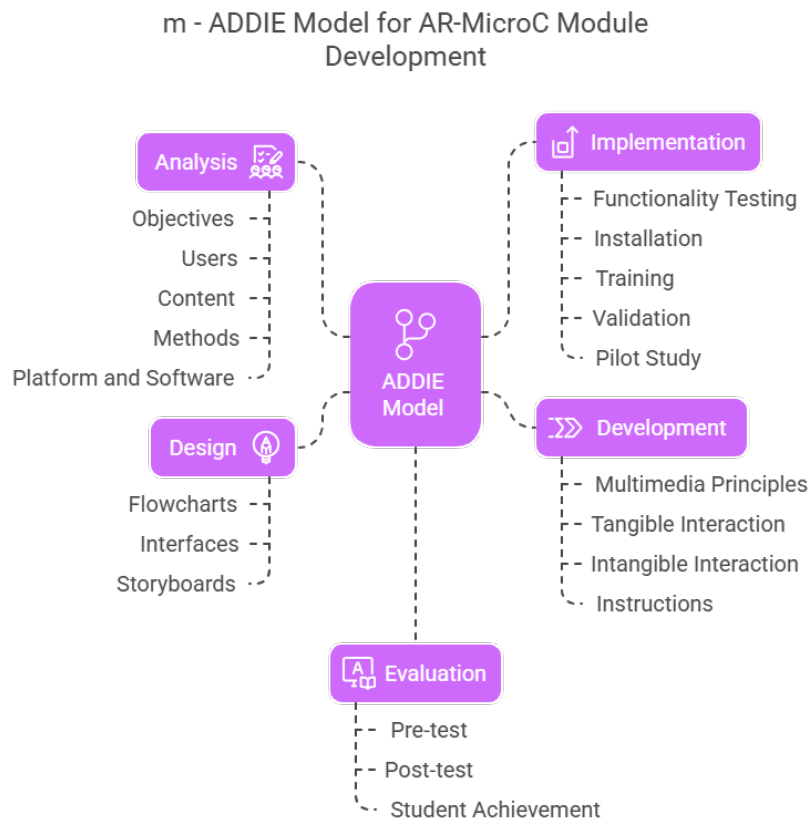 m - ADDIE Model for AR-MicroC Module
Development
Analysis
Objectives
Users
Content
Methods
Platform and Software
Design
Flowcharts
Interfaces
Storyboards
ADDIE
Model
Implementation
Functionality Testing
Installation
Training
Validation
Pilot Study
Development
Multimedia Principles
Tangible Interaction
Intangible Interaction
Instructions
A
Evaluation
Pre-test
Post-test
Student Achievement